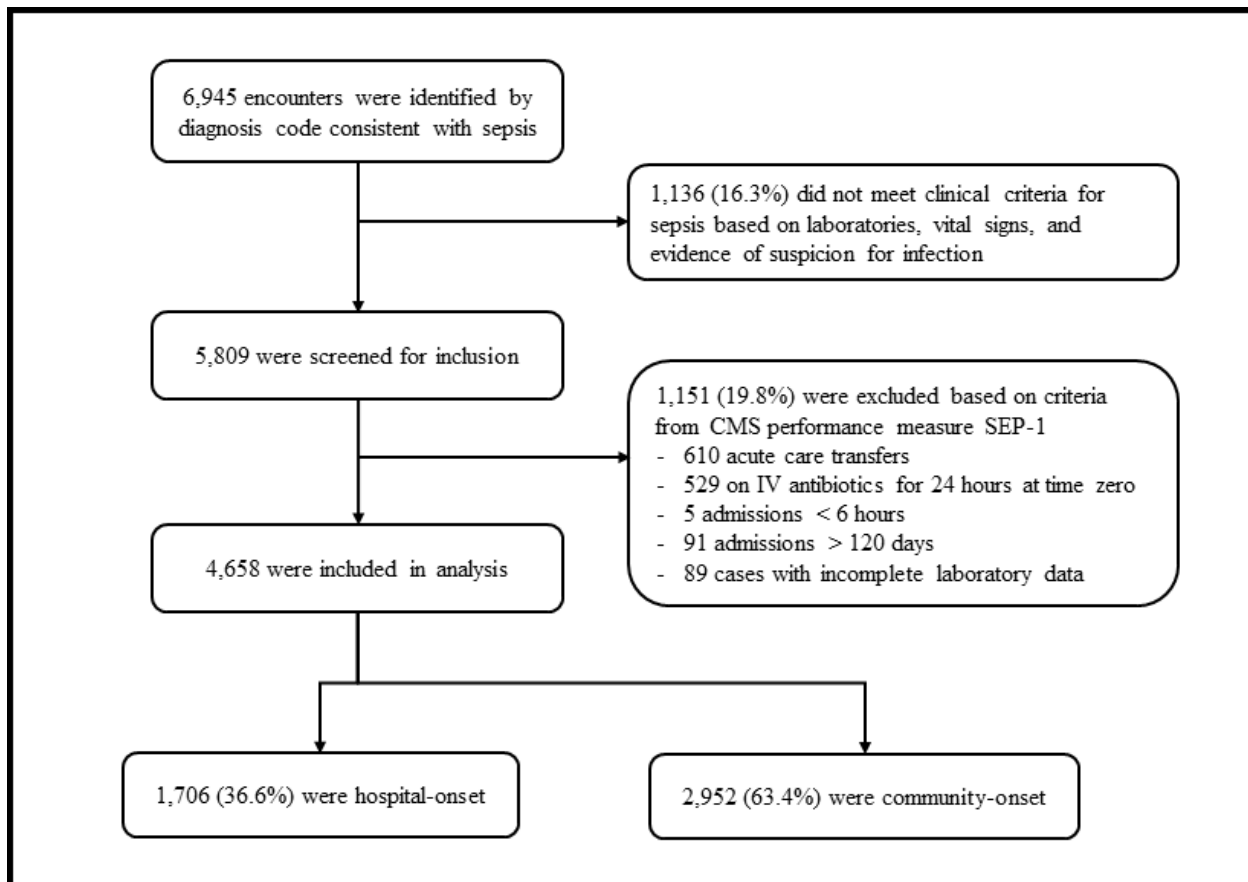 6,945 encounters were identified by
diagnosis code consistent with sepsis
1,136 (16.3%) did not meet clinical criteria for
sepsis based on laboratories, vital signs, and
evidence of suspicion for infection
5,809 were screened for inclusion
1,151 (19.8%) were excluded based on criteria
from CMS performance measure SEP-1
- 610 acute care transfers
- 529 on IV antibiotics for 24 hours at time zero
- 5 admissions < 6 hours
- 91 admissions > 120 days
- 89 cases with incomplete laboratory data
4,658 were included in analysis
1,706 (36.6%) were hospital-onset
2,952 (63.4%) were community-onset